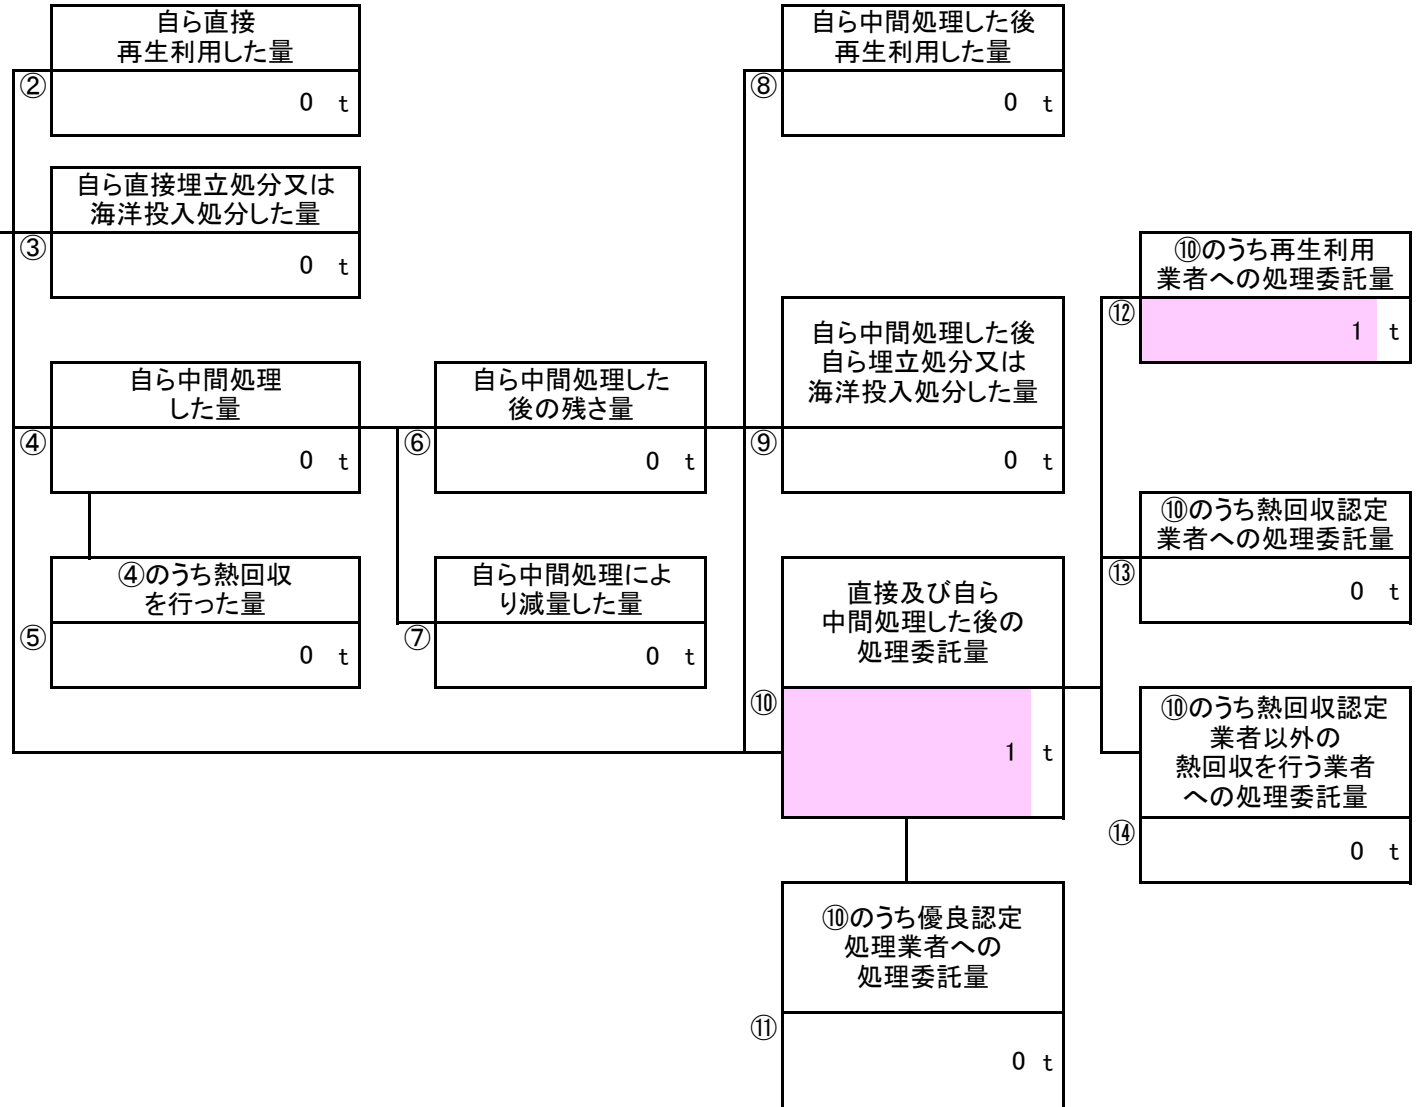 自ら直接
再生利用した量
②
0 t
自ら直接埋立処分又は
海洋投入処分した量
③
0 t
自ら中間処理
した量
④
0 t
④のうち熱回収
を行った量
⑤
0 t
自ら中間処理した
後の残さ量
⑥
0 t
自ら中間処理によ
り減量した量
⑦
0 t
自ら中間処理した後
再生利用した量
⑧
0 t
自ら中間処理した後
自ら埋立処分又は
海洋投入処分した量
⑨
0 t
直接及び自ら
中間処理した後の
処理委託量
⑩
1 t
⑩のうち優良認定
処理業者への
処理委託量
⑪
0 t
⑩のうち再生利用
業者への処理委託量
⑫
1 t
⑩のうち熱回収認定
業者への処理委託量
⑬
0 t
⑩のうち熱回収認定
業者以外の
熱回収を行う業者
への処理委託量
⑭
0 t